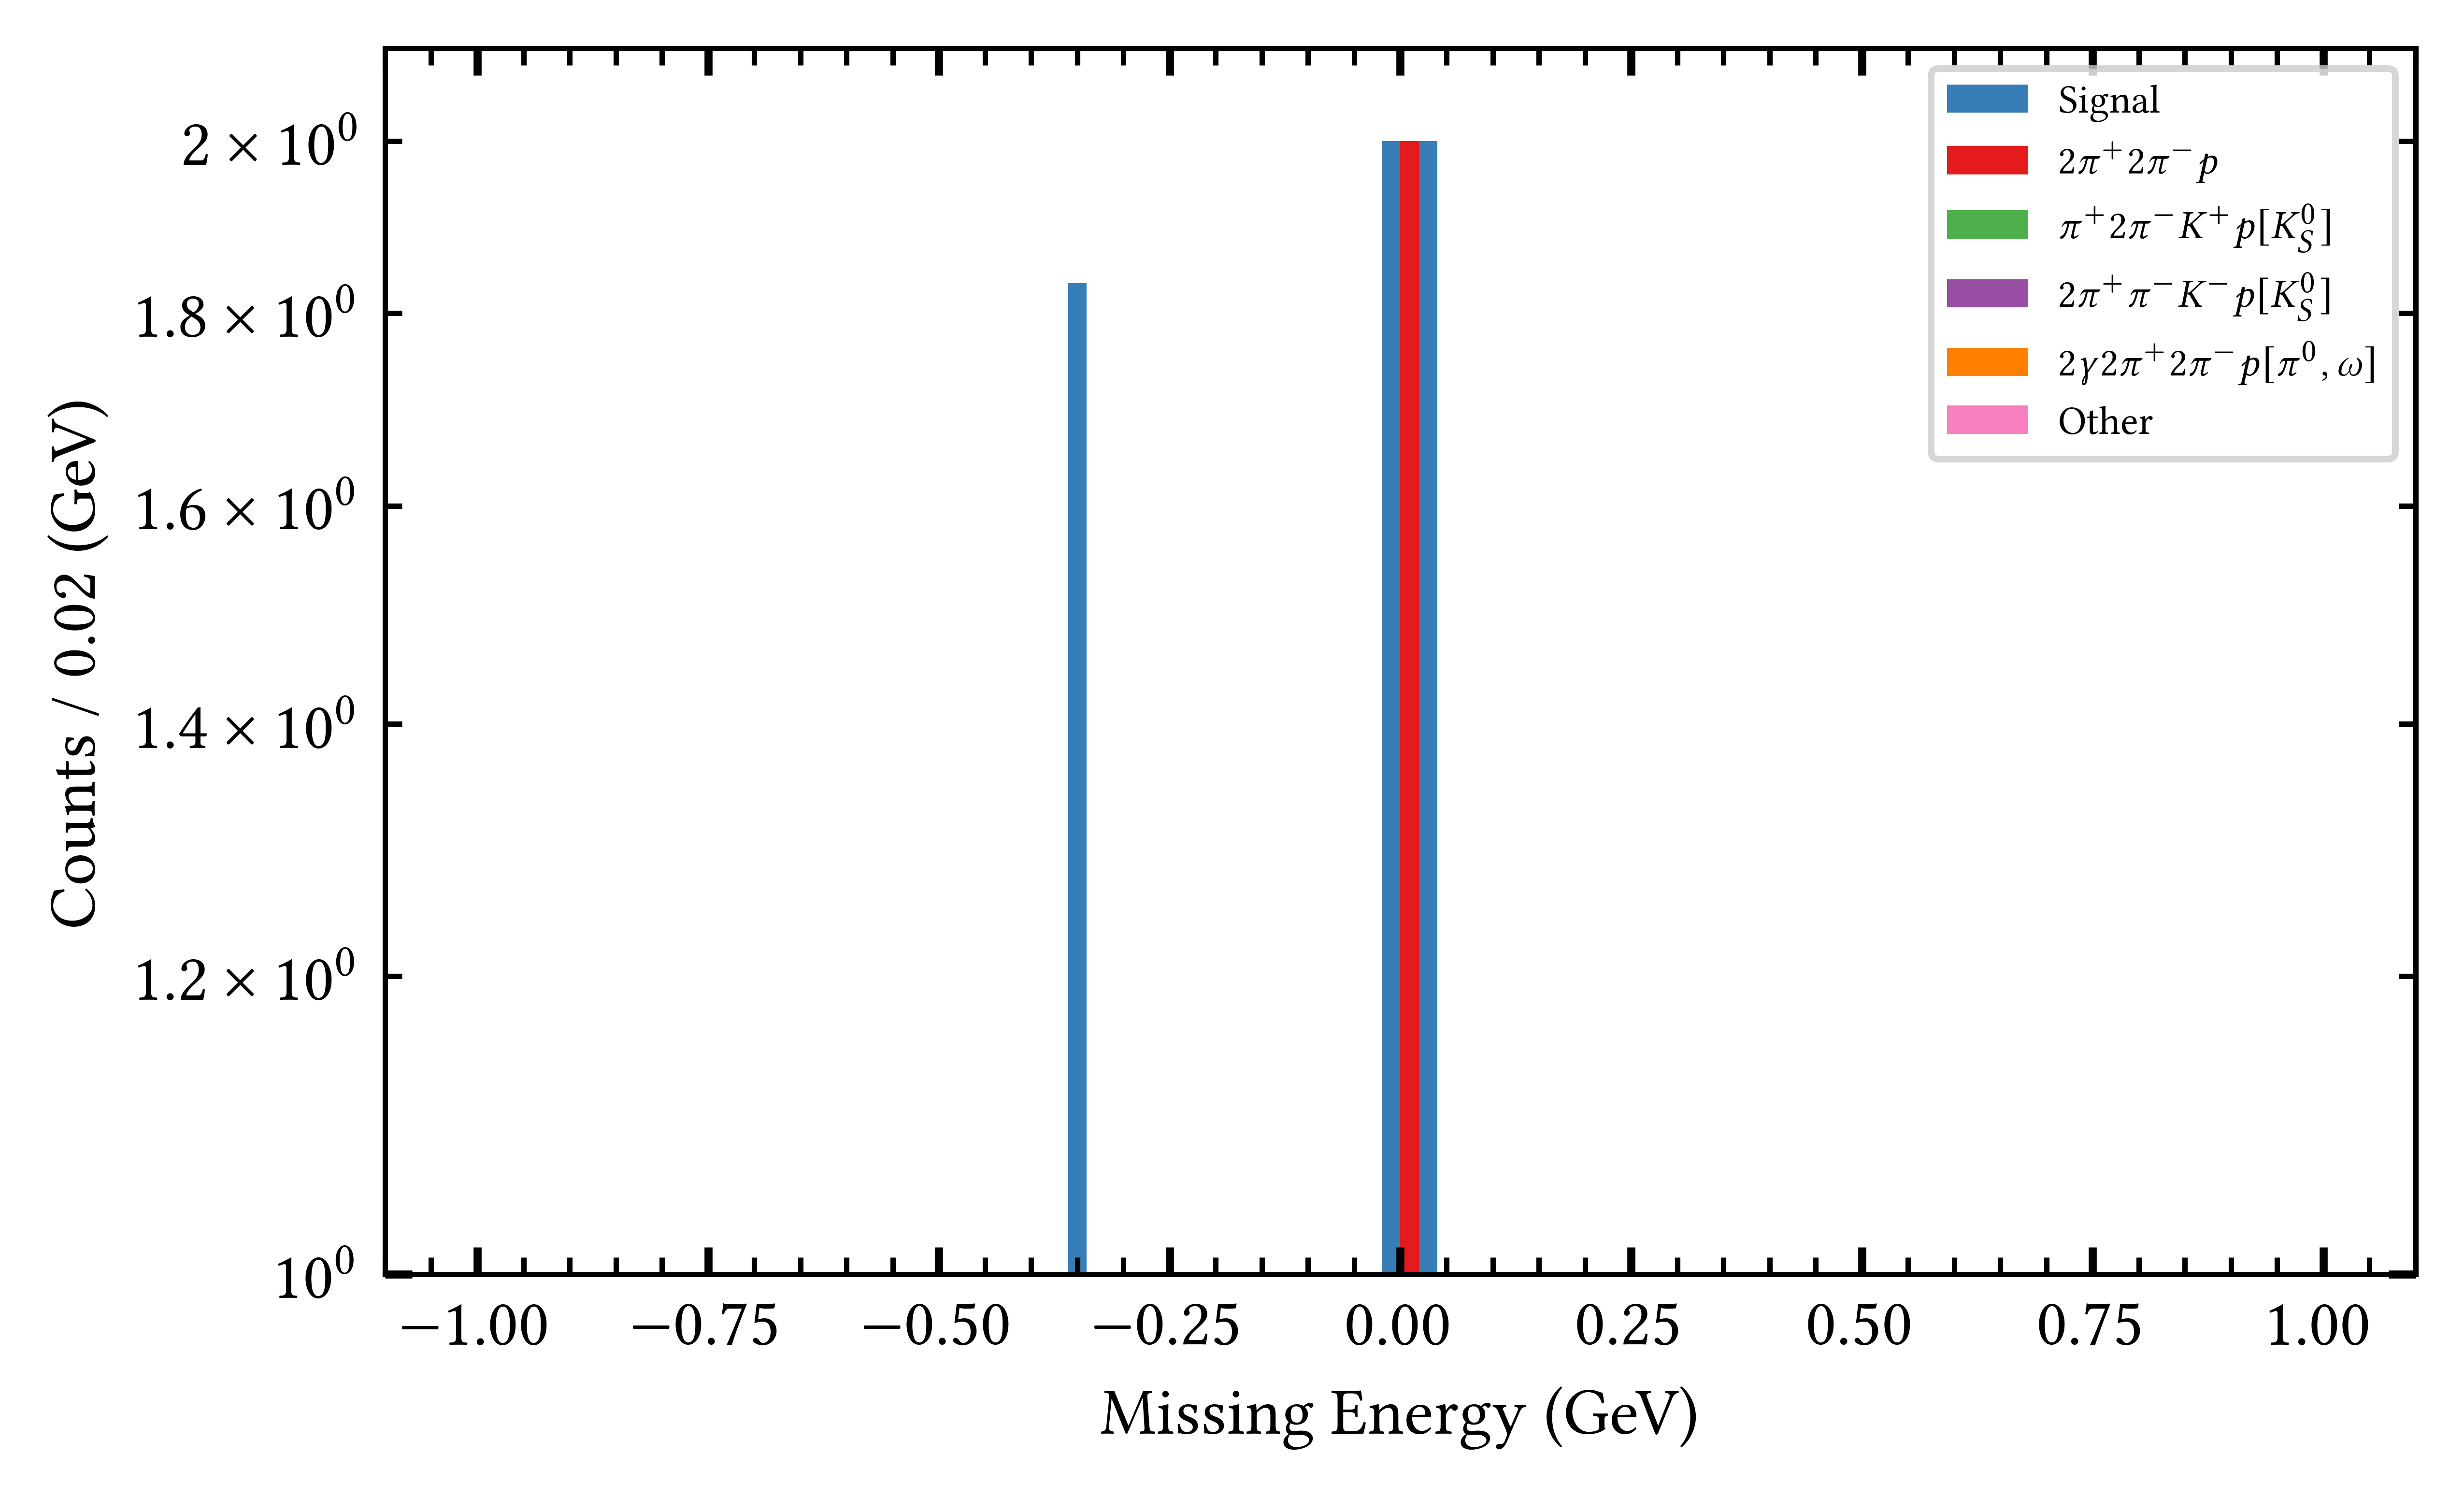 Counts / 0.02 (GeV)
2 × 10⁰
1.8 × 10⁰
1.6 × 10⁰
1.4 × 10⁰
1.2 × 10⁰
10⁰
Signal
2π⁺2π⁻p
π⁺2π⁻K⁺p[K⁰_S]
2π⁺π⁻K⁻p[K⁰_S]
2γ2π⁺2π⁻p[π⁰, ω]
Other
−1.00 −0.75 −0.50 −0.25 0.00 0.25 0.50 0.75 1.00
Missing Energy (GeV)